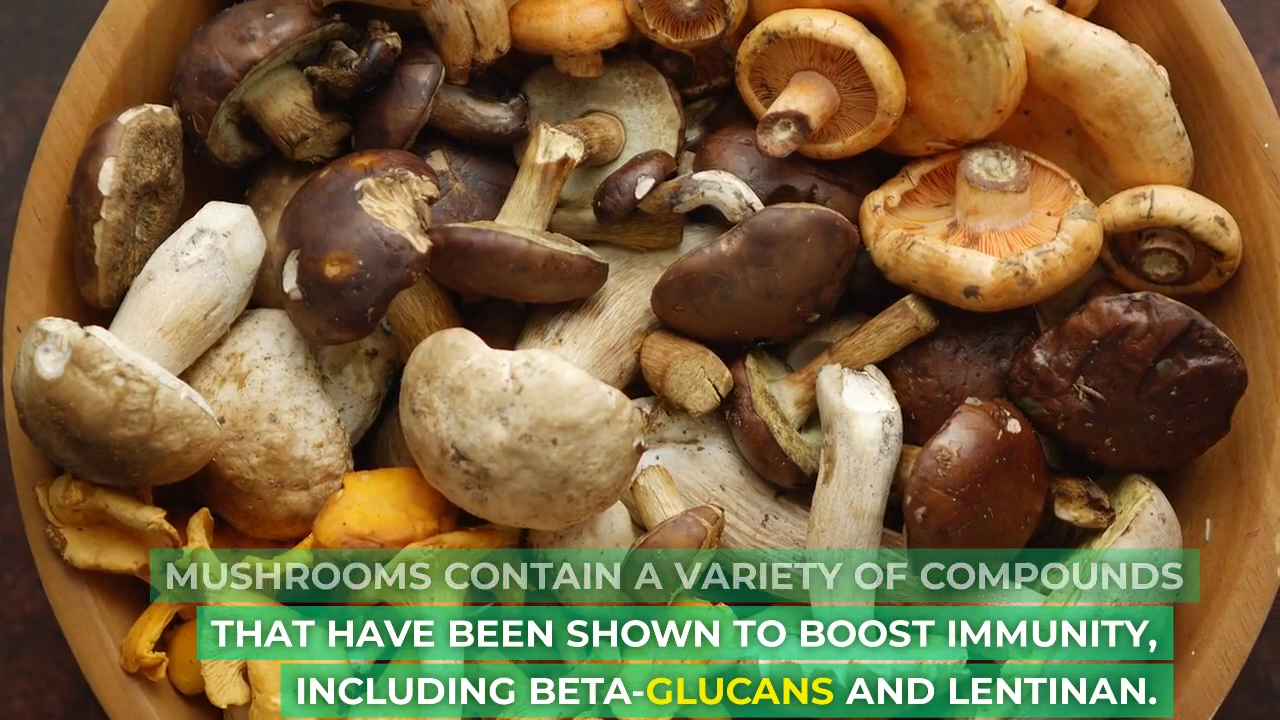 MUSHROOMS CONTAIN A VARIETY OF COMPOUNDS
THAT HAVE BEEN SHOWN TO BOOST IMMUNITY,
INCLUDING BETA-GLUCANS AND LENTINAN.